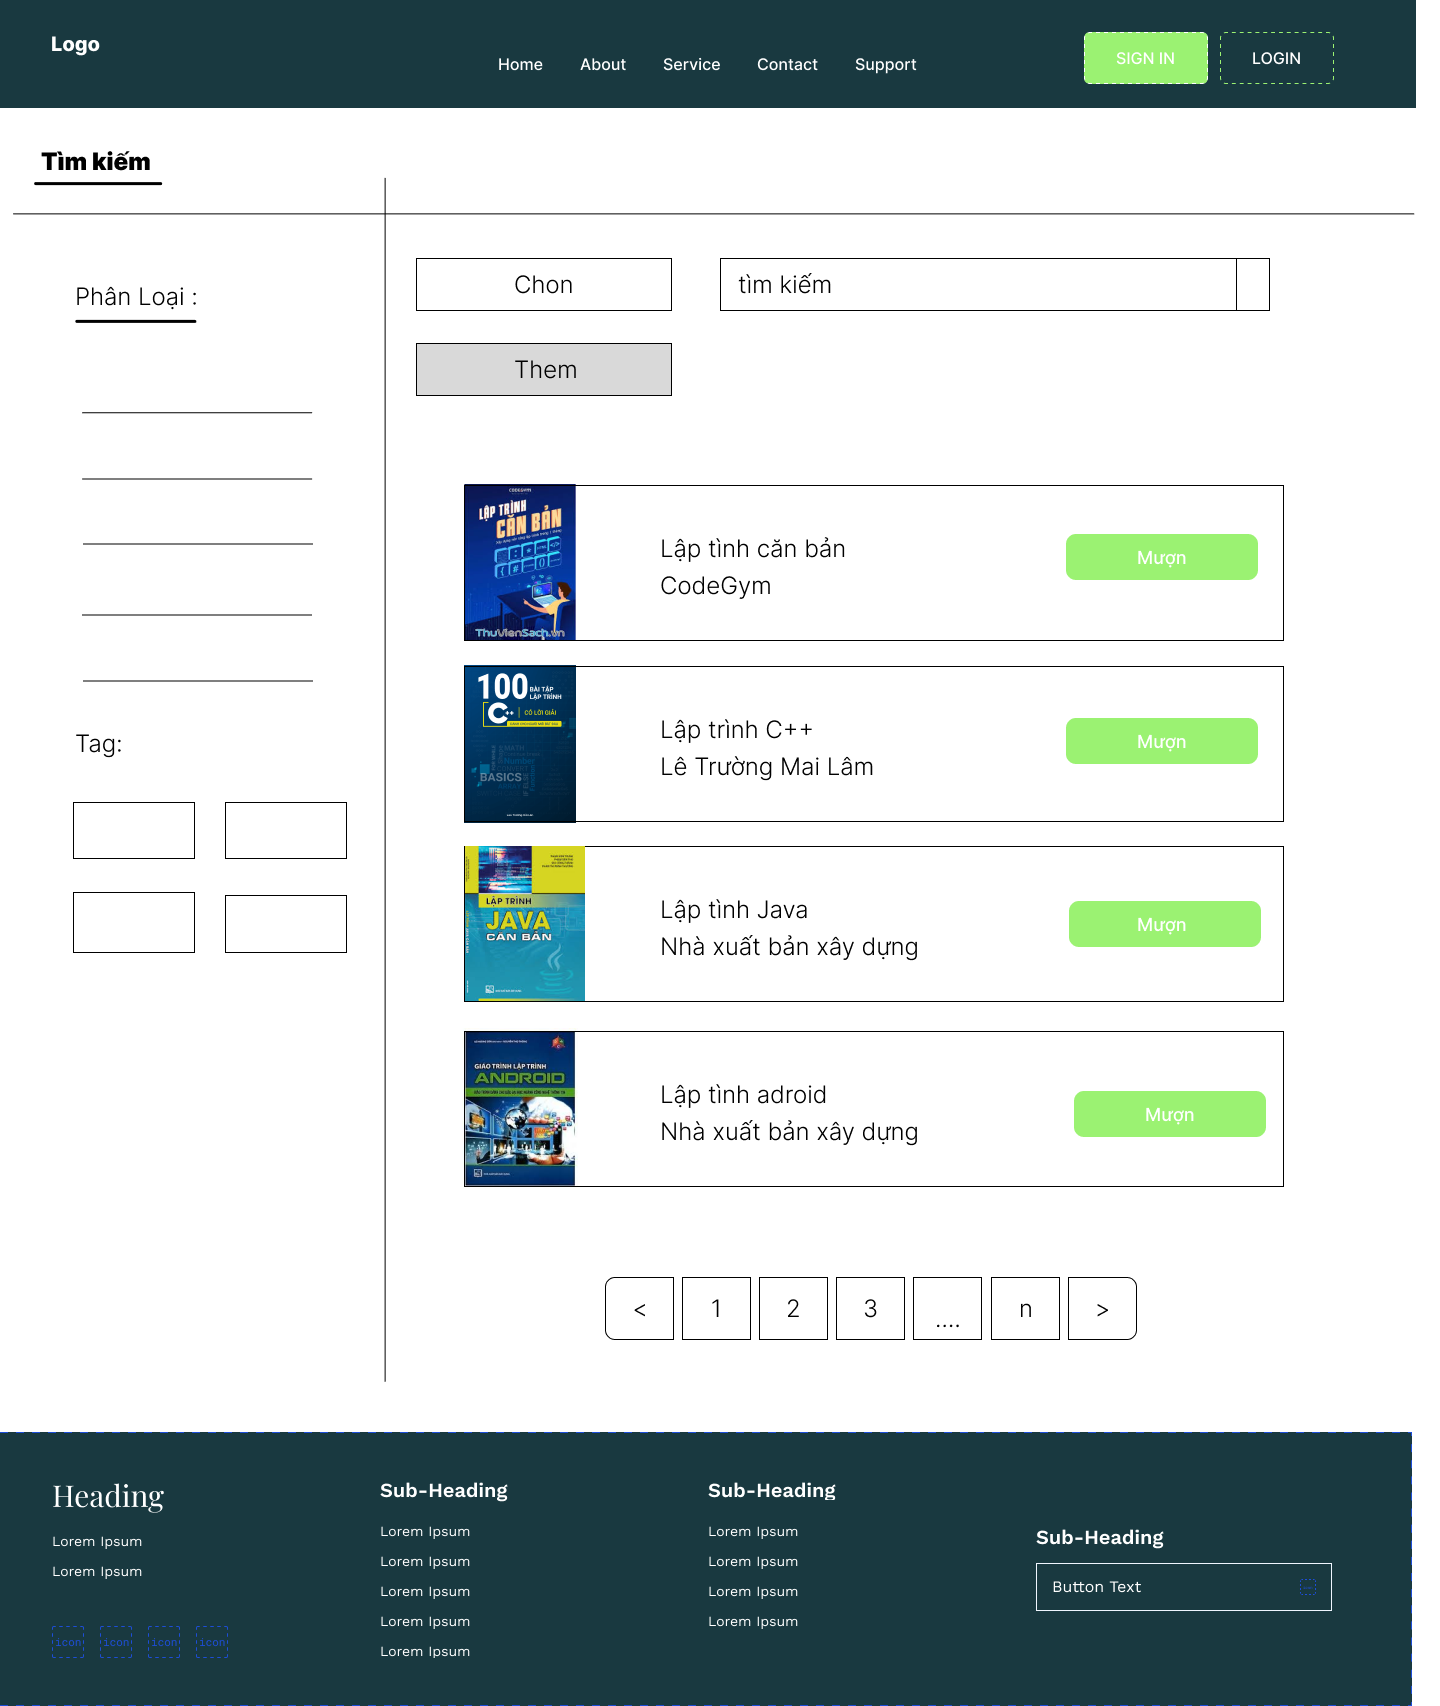 Logo
Home About Service Contact Support
SIGN IN LOGIN
Tìm kiếm
Phân Loại :
Chon
tìm kiếm
Them
CODEGYM
LẬP TRÌNH
CĂN BẢN
ThuVienSach.vn
Lập tình căn bản
CodeGym
Mượn
100 BÀI TẬP
LẬP TRÌNH
C++ CÓ LỜI GIẢI
MATH
Number
BASICS
Lập trình C++
Lê Trường Mai Lâm
Mượn
Tag:
LẬP TRÌNH
JAVA
CĂN BẢN
Lập tình Java
Nhà xuất bản xây dựng
Mượn
GIÁO TRÌNH LẬP TRÌNH
ANDROID
Lập tình adroid
Nhà xuất bản xây dựng
Mượn
< 1 2 3 .... n >
Heading
Lorem Ipsum
Lorem Ipsum
icon icon icon icon
Sub-Heading
Lorem Ipsum
Lorem Ipsum
Lorem Ipsum
Lorem Ipsum
Lorem Ipsum
Sub-Heading
Lorem Ipsum
Lorem Ipsum
Lorem Ipsum
Lorem Ipsum
Sub-Heading
Button Text